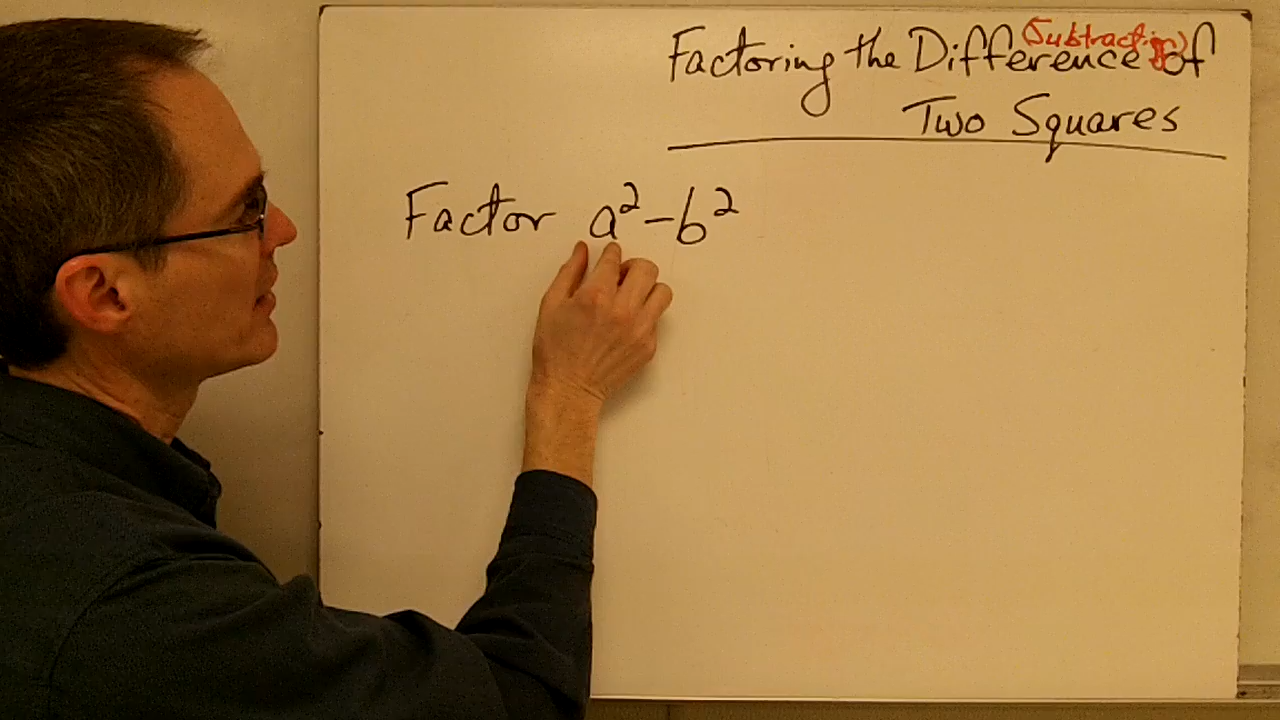 (Subtraction)
Factoring the Difference of
Two Squares
Factor a² - b²